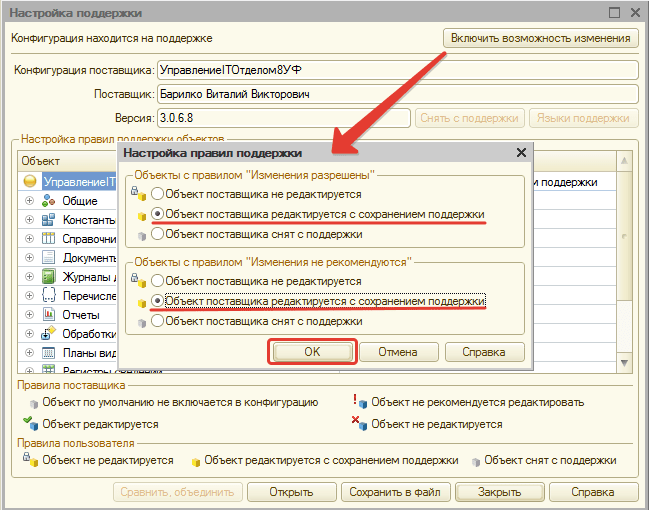 Настройка поддержки
Конфигурация находится на поддержке
Включить возможность изменения
Конфигурация поставщика: УправлениеITОтделом8УФ
Поставщик: Барилко Виталий Викторович
Версия: 3.0.6.8
Снять с поддержки
Языки поддержки
Настройка правил поддержки объектов
Объект
УправлениеIT
поддержки
Общие
Константы
Справочни
Документы
Журналы д
Перечисле
Отчеты
Обработки
Планы вид
Регистры сведений
Настройка правил поддержки
Объекты с правилом "Изменения разрешены"
Объект поставщика не редактируется
Объект поставщика редактируется с сохранением поддержки
Объект поставщика снят с поддержки
Объекты с правилом "Изменения не рекомендуются"
Объект поставщика не редактируется
Объект поставщика редактируется с сохранением поддержки
Объект поставщика снят с поддержки
OK
Отмена
Справка
Правила поставщика
Объект по умолчанию не включается в конфигурацию
Объект не рекомендуется редактировать
Объект редактируется
Объект не редактируется
Правила пользователя
Объект не редактируется
Объект редактируется с сохранением поддержки
Объект снят с поддержки
Сравнить, объединить
Открыть
Сохранить в файл
Закрыть
Справка